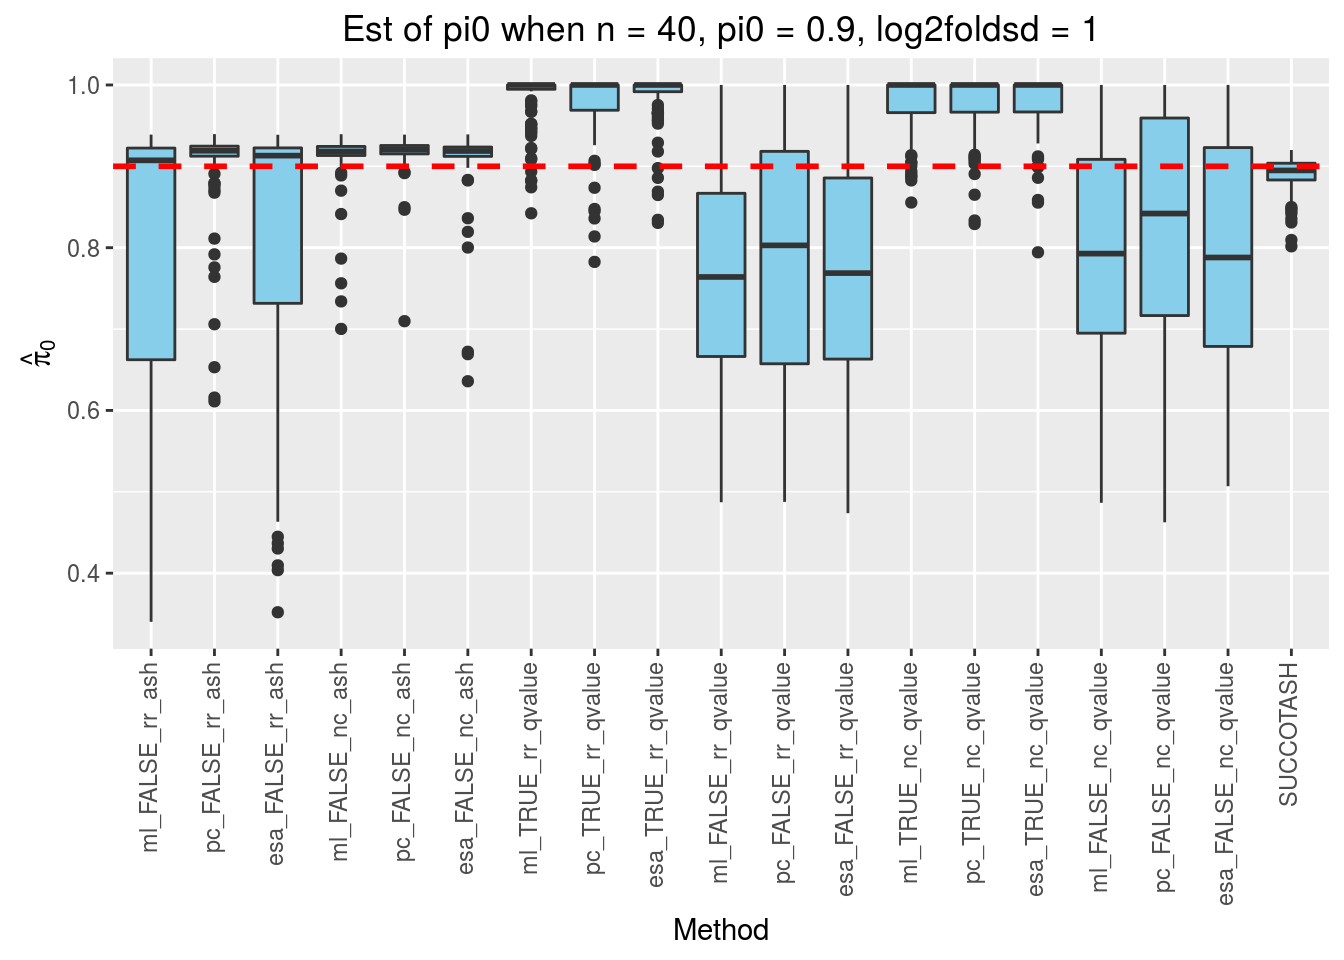 Est of pi0 when n = 40, pi0 = 0.9, log2foldsd = 1
1.0
0.8
0.6
0.4
π̂₀
ml_FALSE_rr_ash
pc_FALSE_rr_ash
esa_FALSE_rr_ash
ml_FALSE_nc_ash
pc_FALSE_nc_ash
esa_FALSE_nc_ash
ml_TRUE_rr_qvalue
pc_TRUE_rr_qvalue
esa_TRUE_rr_qvalue
ml_FALSE_rr_qvalue
pc_FALSE_rr_qvalue
esa_FALSE_rr_qvalue
ml_TRUE_nc_qvalue
pc_TRUE_nc_qvalue
esa_TRUE_nc_qvalue
ml_FALSE_nc_qvalue
pc_FALSE_nc_qvalue
esa_FALSE_nc_qvalue
SUCCOTASH
Method